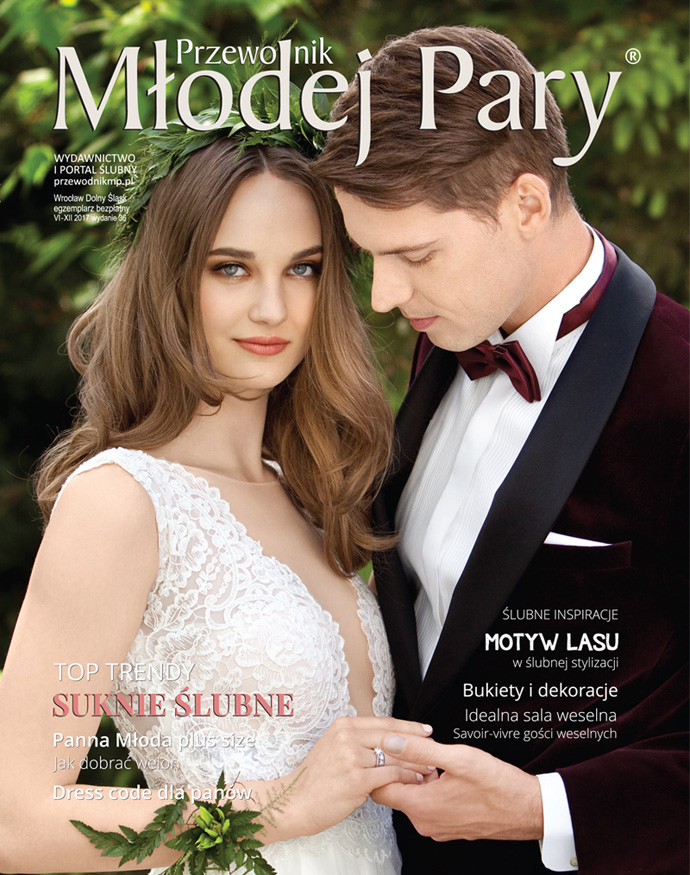 Przewodnik
Młodej Pary®
WYDAWNICTWO
I PORTAL ŚLUBNY
przewodnikmp.pl
Wrocław Dolny Śląsk
egzemplarz bezpłatny
VI-XII 2017 wydanie 36
ŚLUBNE INSPIRACJE
MOTYW LASU
w ślubnej stylizacji
Bukiety i dekoracje
Idealna sala weselna
Savoir-vivre gości weselnych
TOP TRENDY
SUKNIE ŚLUBNE
Panna Młoda plus size
Jak dobrać welon
Dress code dla panów